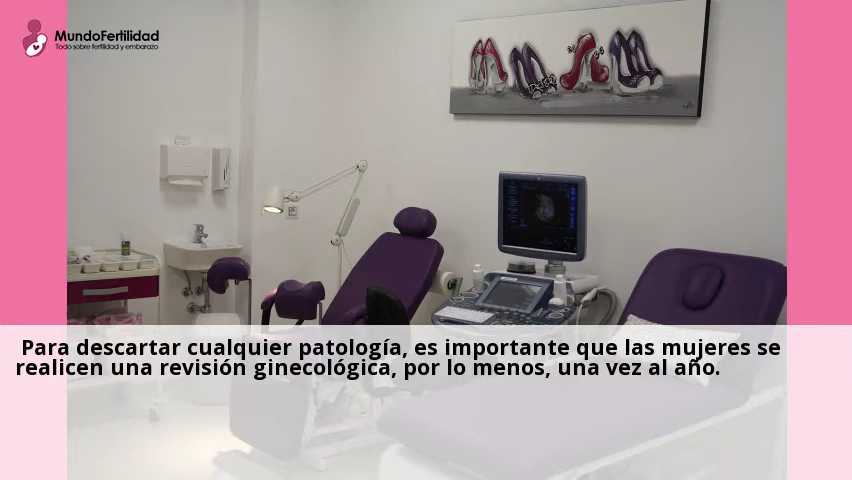 MundoFertilidad
Todo sobre fertilidad y embarazo
Para descartar cualquier patología, es importante que las mujeres se
realicen una revisión ginecológica, por lo menos, una vez al año.